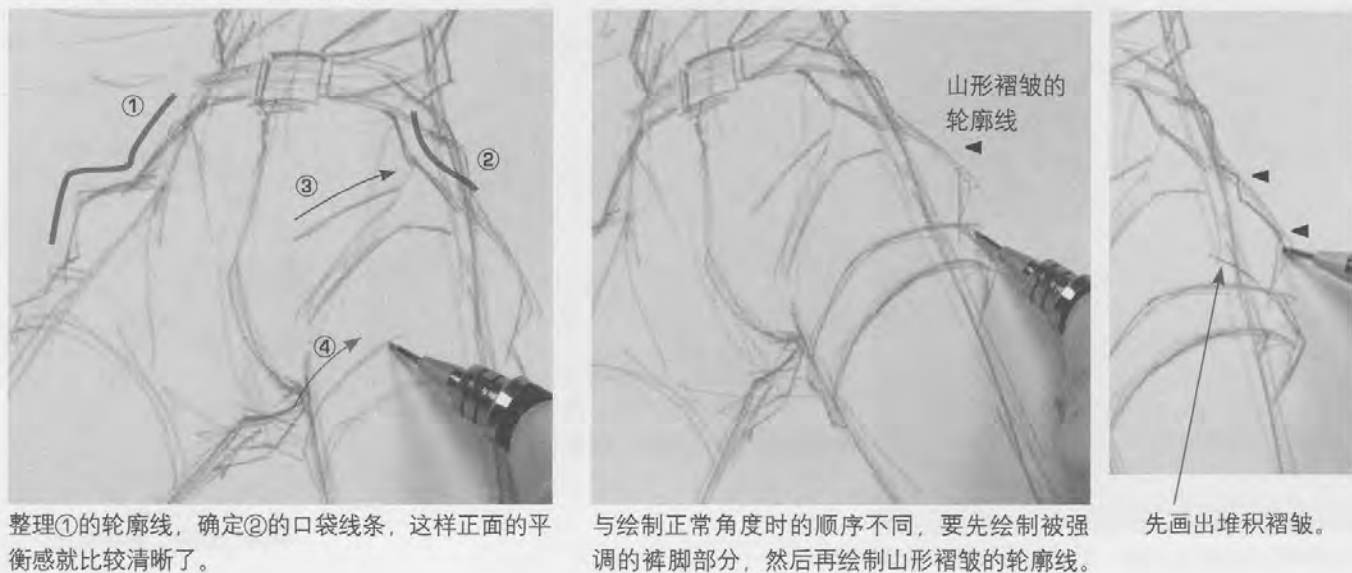 ①
②
③
④
整理①的轮廓线，确定②的口袋线条，这样正面的平
衡感就比较清晰了。
山形褶皱的
轮廓线
与绘制正常角度时的顺序不同，要先绘制被强
调的裤脚部分，然后再绘制山形褶皱的轮廓线。
先画出堆积褶皱。